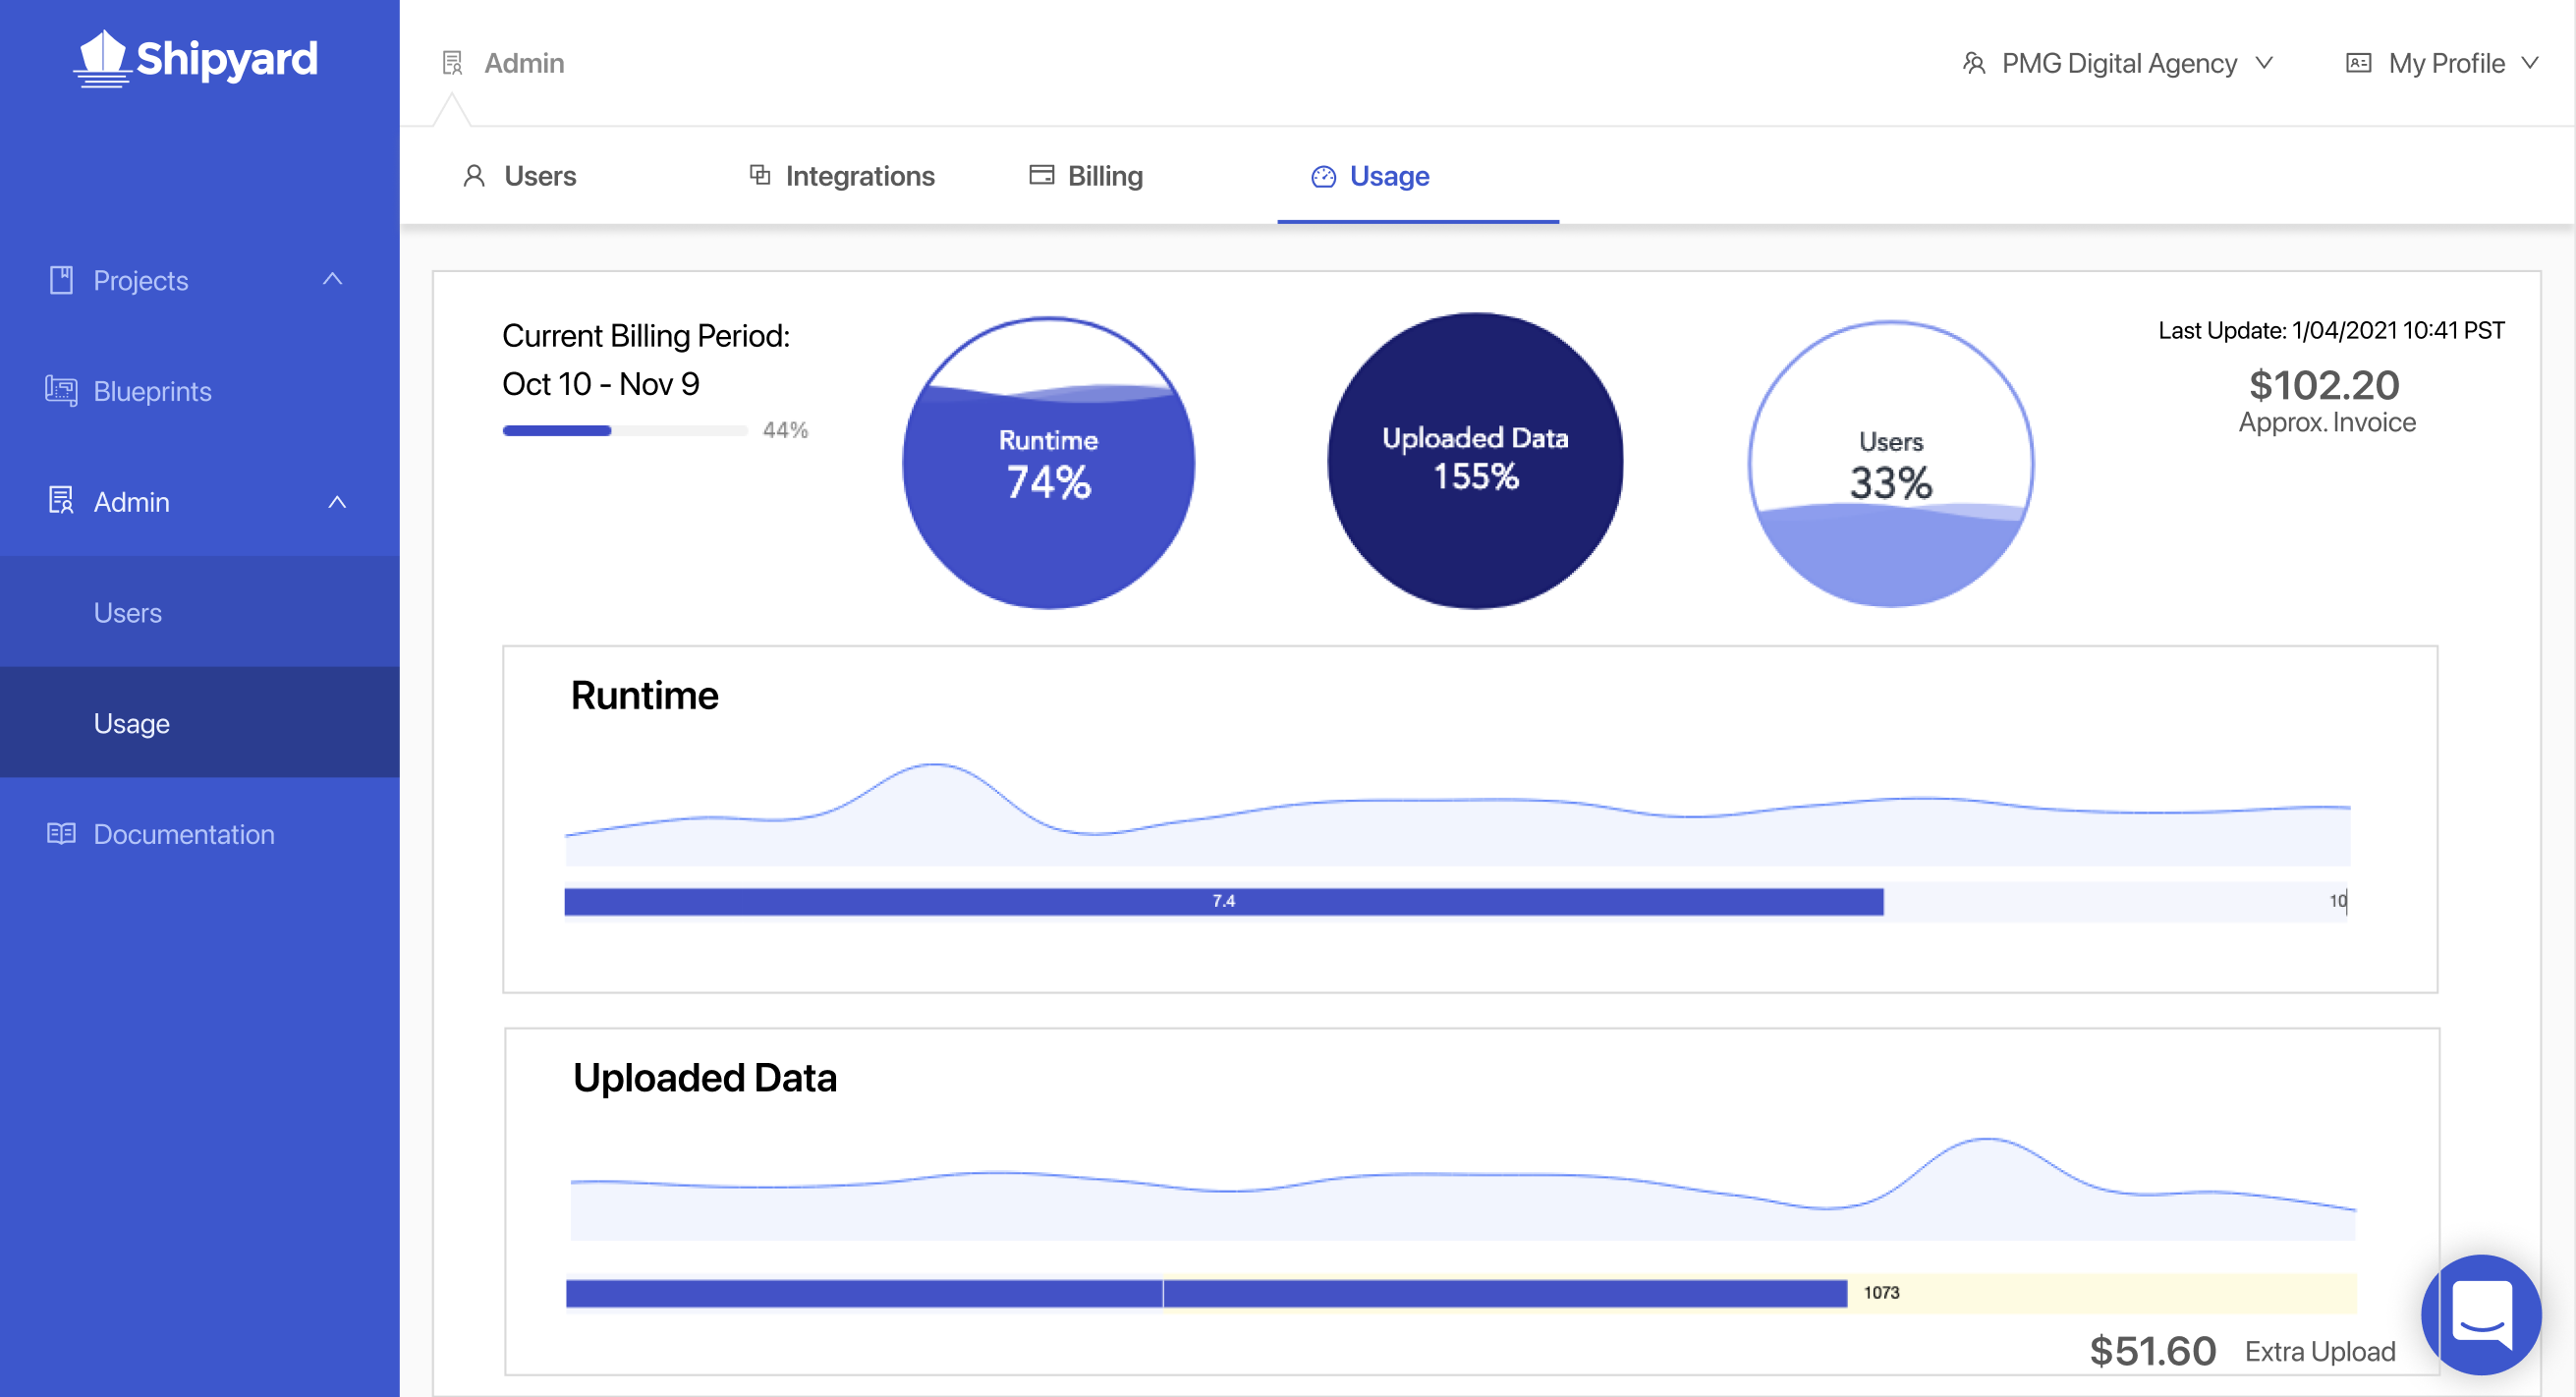 Shipyard
Admin
PMG Digital Agency
My Profile
Users
Integrations
Billing
Usage
Projects
Blueprints
Admin
Users
Usage
Documentation
Current Billing Period:
Oct 10 - Nov 9
44%
Runtime
74%
Uploaded Data
155%
Users
33%
Last Update: 1/04/2021 10:41 PST
$102.20
Approx. Invoice
Runtime
7.4
10
Uploaded Data
1073
$51.60 Extra Upload